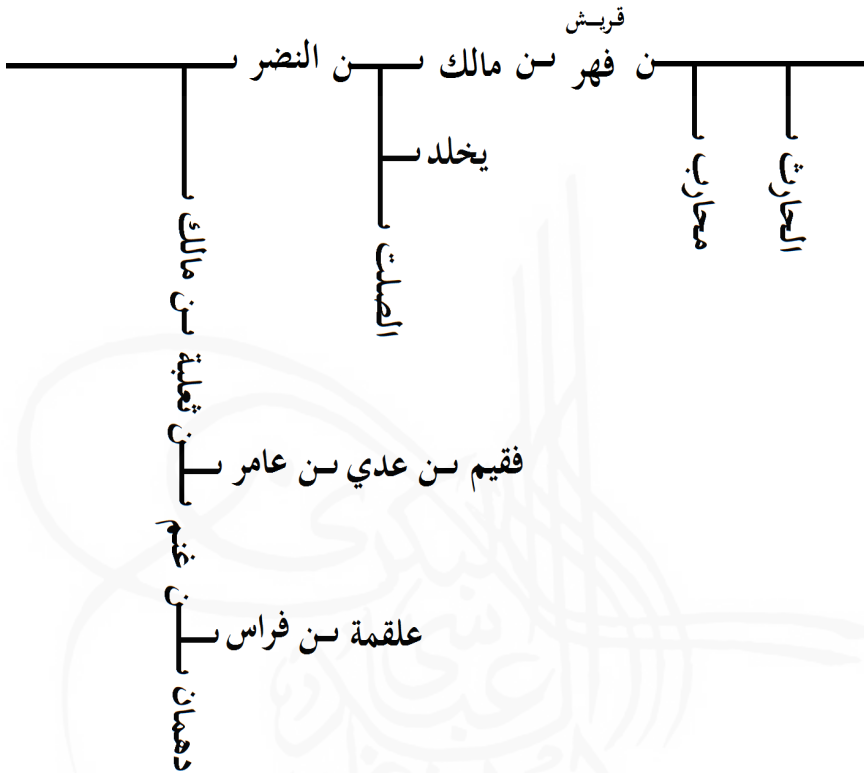 قريش
ن فهر بن مالك بن النضر ب
الحارث
محارب
يخلد
الصلت
مالك بن ثعلبة بن
فقيم بن عدي بن عامر
غنم بن
علقمة بن فراس
دهمان